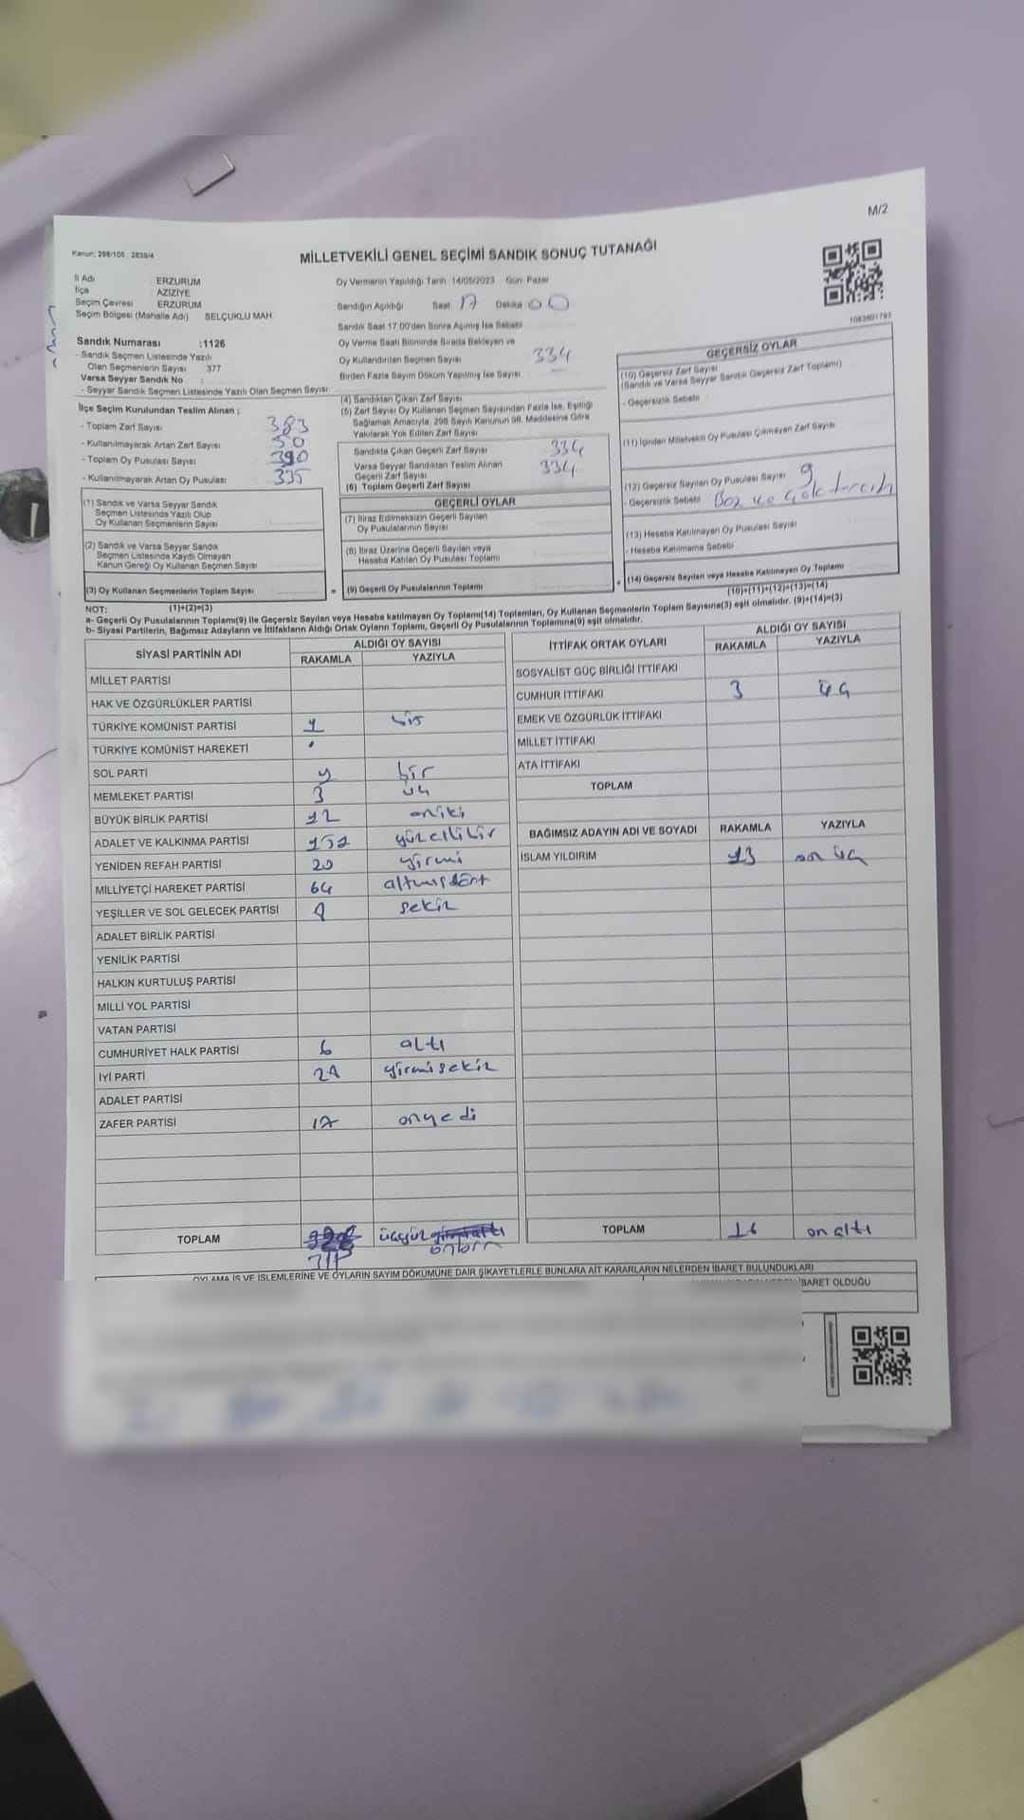 M/2
Kanun: 298/105 : 2839/4
MİLLETVEKİLİ GENEL SEÇİMİ SANDIK SONUÇ TUTANAĞI
İl Adı ERZURUM
İlçe AZİZİYE
Seçim Çevresi ERZURUM
Seçim Bölgesi (Mahalle Adı) SELÇUKLU MAH
Oy Vermenin Yapıldığı Tarih 14/05/2023 Gün: Pazar
Sandığın Açıldığı Saat 17 Dakika 00
Sandık Saat 17.00'den Sonra Açılmış İse Sebebi
Oy Verme Saati Bitiminde Sırada Bekleyen ve
Oy Kullandırılan Seçmen Sayısı 334
Birden Fazla Sayım Döküm Yapılmış İse Sayısı
Sandık Numarası :1126
- Sandık Seçmen Listesinde Yazılı
Olan Seçmenlerin Sayısı 377
Varsa Seyyar Sandık No :
- Seyyar Sandık Seçmen Listesinde Yazılı Olan Seçmen Sayısı
İlçe Seçim Kurulundan Teslim Alınan ;
- Toplam Zarf Sayısı 383
- Kullanılmayarak Artan Zarf Sayısı 50
- Toplam Oy Pusulası Sayısı 390
- Kullanılmayarak Artan Oy Pusulası 335
(1) Sandık ve Varsa Seyyar Sandık
Seçmen Listesinde Yazılı Olup
Oy Kullanan Seçmenlerin Sayısı
(2) Sandık ve Varsa Seyyar Sandık
Seçmen Listesinde Kaydı Olmayan
Kanun Gereği Oy Kullanan Seçmen Sayısı
(3) Oy Kullanan Seçmenlerin Toplam Sayısı
(1)+(2)=(3)
(4) Sandıktan Çıkan Zarf Sayısı
(5) Zarf Sayısı Oy Kullanan Seçmen Sayısından Fazla İse, Eşitliği
Sağlamak Amacıyla, 298 Sayılı Kanunun 98. Maddesine Göre
Yakılarak Yok Edilen Zarf Sayısı
Sandıkta Çıkan Geçerli Zarf Sayısı 334
Varsa Seyyar Sandıktan Teslim Alınan
Geçerli Zarf Sayısı 334
(6) Toplam Geçerli Zarf Sayısı
GEÇERLİ OYLAR
(7) İtiraz Edilmeksizin Geçerli Sayılan
Oy Pusulalarının Sayısı
(8) İtiraz Üzerine Geçerli Sayılan veya
Hesaba Katılan Oy Pusulası Toplamı
(9) Geçerli Oy Pusulalarının Toplamı
GEÇERSİZ OYLAR
(10) Geçersiz Zarf Sayısı
(Sandık ve Varsa Seyyar Sandık Geçersiz Zarf Toplamı)
- Geçersizlik Sebebi
(11) İçinden Milletvekili Oy Pusulası Çıkmayan Zarf Sayısı
(12) Geçersiz Sayılan Oy Pusulası Sayısı 9
- Geçersizlik Sebebi Boş ve çok tercih
(13) Hesaba Katılmayan Oy Pusulası Sayısı
- Hesaba Katılmama Sebebi
(14) Geçersiz Sayılan veya Hesaba Katılmayan Oy Toplamı
(10)+(11)+(12)+(13)=(14)
NOT:
a- Geçerli Oy Pusulalarının Toplamı(9) ile Geçersiz Sayılan veya Hesaba katılmayan Oy Toplamı(14) Toplamları, Oy Kullanan Seçmenlerin Toplam Sayısına(3) eşit olmalıdır. (9)+(14)=(3)
b- Siyasi Partilerin, Bağımsız Adayların ve İttifakların Aldığı Ortak Oyların Toplamı, Geçerli Oy Pusulalarının Toplamına(9) eşit olmalıdır.
SİYASİ PARTİNİN ADI ALDIĞI OY SAYISI
RAKAMLA YAZIYLA
MİLLET PARTİSİ
HAK VE ÖZGÜRLÜKLER PARTİSİ
TÜRKİYE KOMÜNİST PARTİSİ 1 bir
TÜRKİYE KOMÜNİST HAREKETİ
SOL PARTİ 1 bir
MEMLEKET PARTİSİ 3 üç
BÜYÜK BİRLİK PARTİSİ 12 oniki
ADALET VE KALKINMA PARTİSİ 151 yüzellibir
YENİDEN REFAH PARTİSİ 20 yirmi
MİLLİYETÇİ HAREKET PARTİSİ 64 altmışdört
YEŞİLLER VE SOL GELECEK PARTİSİ 8 sekiz
ADALET BİRLİK PARTİSİ
YENİLİK PARTİSİ
HALKIN KURTULUŞ PARTİSİ
MİLLİ YOL PARTİSİ
VATAN PARTİSİ
CUMHURİYET HALK PARTİSİ 6 altı
İYİ PARTİ 28 yirmisekiz
ADALET PARTİSİ
ZAFER PARTİSİ 17 onyedi
TOPLAM üçyüz
İTTİFAK ORTAK OYLARI ALDIĞI OY SAYISI
RAKAMLA YAZIYLA
SOSYALİST GÜÇ BİRLİĞİ İTTİFAKI
CUMHUR İTTİFAKI 3 üç
EMEK VE ÖZGÜRLÜK İTTİFAKI
MİLLET İTTİFAKI
ATA İTTİFAKI
TOPLAM
BAĞIMSIZ ADAYIN ADI VE SOYADI RAKAMLA YAZIYLA
İSLAM YILDIRIM 13 on üç
TOPLAM 16 on altı
OYLAMA İŞ VE İŞLEMLERİNE VE OYLARIN SAYIM DÖKÜMÜNE DAİR ŞİKAYETLERLE BUNLARA AİT KARARLARIN NELERDEN İBARET BULUNDUKLARI
İBARET OLDUĞU